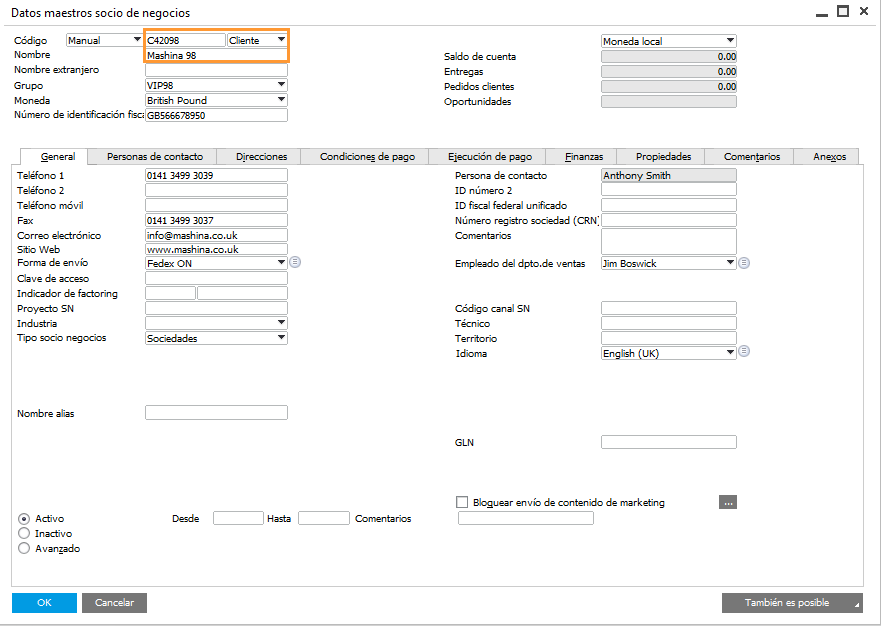 Datos maestros socio de negocios
Código Manual C42098 Cliente Moneda local
Nombre Mashina 98 Saldo de cuenta 0.00
Nombre extranjero Entregas 0.00
Grupo VIP98 Pedidos clientes 0.00
Moneda British Pound Oportunidades
Número de identificación fisca GB566678950
General Personas de contacto Direcciones Condiciones de pago Ejecución de pago Finanzas Propiedades Comentarios Anexos
Teléfono 1 0141 3499 3039 Persona de contacto Anthony Smith
Teléfono 2 ID número 2
Teléfono móvil ID fiscal federal unificado
Fax 0141 3499 3037 Número registro sociedad (CRN)
Correo electrónico info@mashina.co.uk Comentarios
Sitio Web www.mashina.co.uk
Forma de envío Fedex ON Empleado del dpto.de ventas Jim Boswick
Clave de acceso
Indicador de factoring
Proyecto SN Código canal SN
Industria Técnico
Tipo socio negocios Sociedades Territorio
Idioma English (UK)
Nombre alias
GLN
Bloquear envío de contenido de marketing ...
Activo Desde Hasta Comentarios
Inactivo
Avanzado
OK Cancelar También es posible